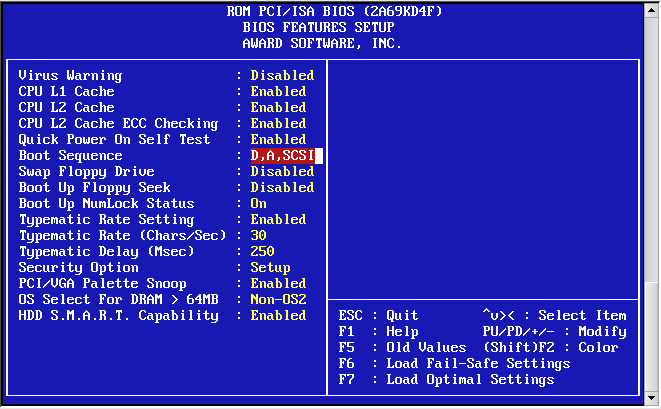 ROM PCI/ISA BIOS (2A69KD4F)
BIOS FEATURES SETUP
AWARD SOFTWARE, INC.
Virus Warning : Disabled
CPU L1 Cache : Enabled
CPU L2 Cache : Enabled
CPU L2 Cache ECC Checking : Enabled
Quick Power On Self Test : Enabled
Boot Sequence : D,A,SCSI
Swap Floppy Drive : Disabled
Boot Up Floppy Seek : Disabled
Boot Up NumLock Status : On
Typematic Rate Setting : Enabled
Typematic Rate (Chars/Sec) : 30
Typematic Delay (Msec) : 250
Security Option : Setup
PCI/VGA Palette Snoop : Enabled
OS Select For DRAM > 64MB : Non-OS2
HDD S.M.A.R.T. Capability : Enabled
ESC : Quit ^v>< : Select Item
F1 : Help PU/PD/+/- : Modify
F5 : Old Values (Shift)F2 : Color
F6 : Load Fail-Safe Settings
F7 : Load Optimal Settings